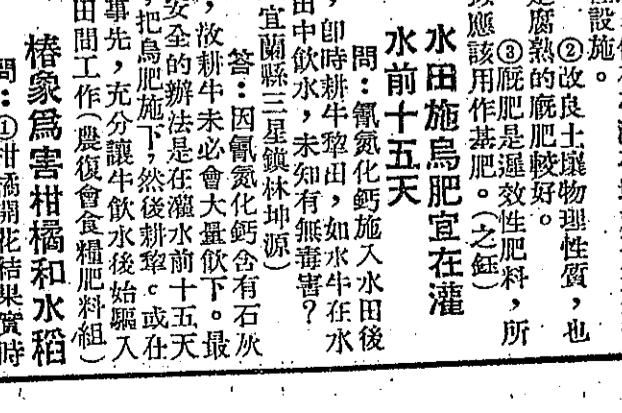 設施。
②改良土壤物理性質,也
是腐熟的廐肥較好。
③廐肥是遲效性肥料,所
應該用作基肥。(之鈺)
水田施烏肥宜在灌
水前十五天
問:氰氮化鈣施入水田後
,卽時耕牛犂田,如水牛在水
田中飲水,未知有無毒害?
宜蘭縣三星鎮林坤源)
答:因氰氮化鈣含有石灰
,故耕牛未必會大量飲下。最
安全的辦法是在灌水前十五天
,把烏肥施下,然後耕犂。或在
事先,充分讓牛飲水後始驅入
田間工作(農復會食糧肥料組)
椿象爲害柑橘和水稻
問:①柑橘開花結果實時